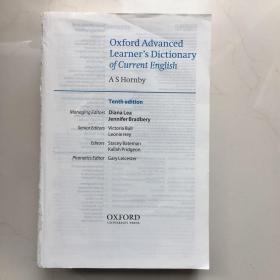 Oxford Advanced
Learner's Dictionary
of Current English
A S Hornby
Tenth edition
Managing Editors Diana Lea
Jennifer Bradbery
Senior Editors Victoria Bull
Leonie Hey
Editors Stacey Bateman
Kallah Pridgeon
Phonetics Editor Gary Leicester
OXFORD
UNIVERSITY PRESS